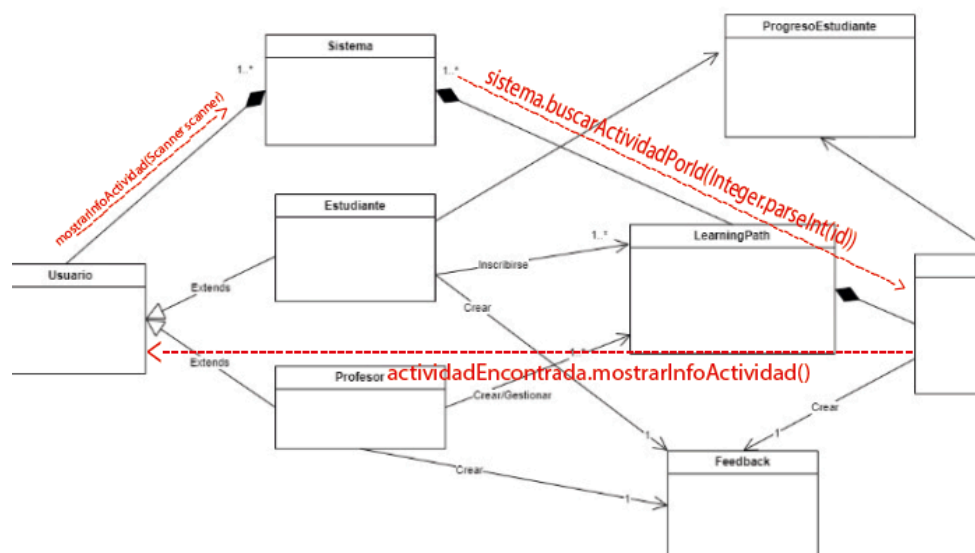 Sistema
ProgresoEstudiante
1..*
1..*
mostrarInfoActividad(Scanner scanner)
sistema.buscarActividadPorId(Integer.parseInt(id))
Estudiante
LearningPath
1..*
Inscribirse
Usuario
Extends
Crear
Extends
1..*
Profesor
actividadEncontrada.mostrarInfoActividad()
Crear/Gestionar
Crear
1
1
Feedback
Crear
1